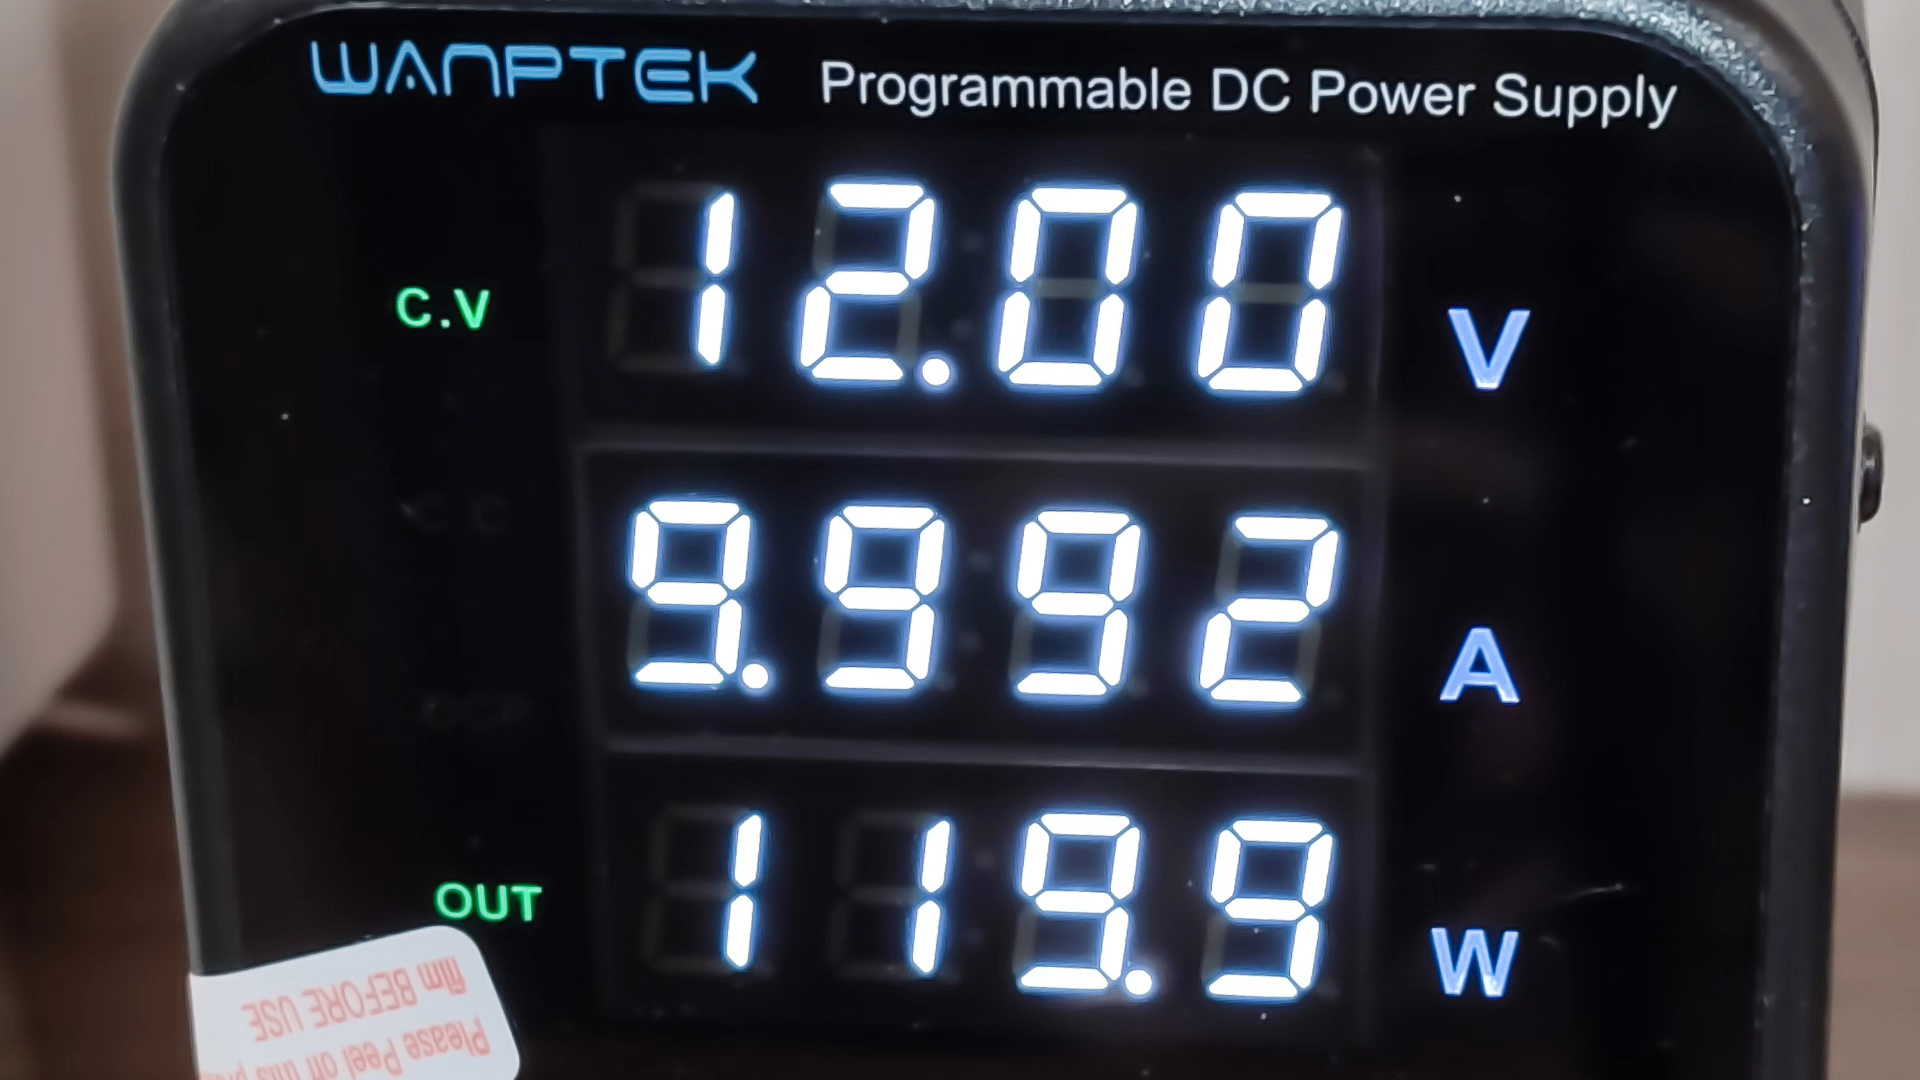 WANPTEK Programmable DC Power Supply
C.V 12.00 V
9.992 A
OUT 119.9 W
Please Peel off this
film BEFORE USE